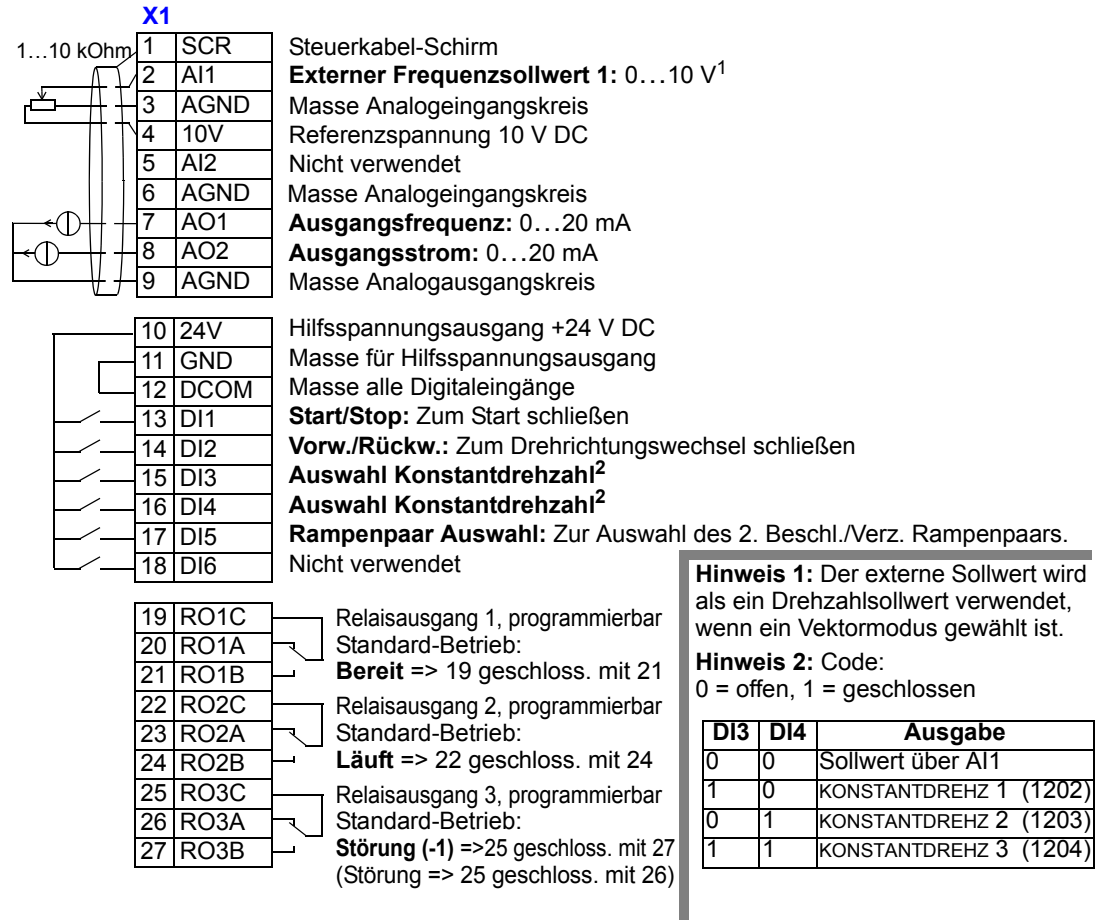 X1
1…10 kOhm
1 SCR Steuerkabel-Schirm
2 AI1 Externer Frequenzsollwert 1: 0…10 V1
3 AGND Masse Analogeingangskreis
4 10V Referenzspannung 10 V DC
5 AI2 Nicht verwendet
6 AGND Masse Analogeingangskreis
7 AO1 Ausgangsfrequenz: 0…20 mA
8 AO2 Ausgangsstrom: 0…20 mA
9 AGND Masse Analogausgangskreis
10 24V Hilfsspannungsausgang +24 V DC
11 GND Masse für Hilfsspannungsausgang
12 DCOM Masse alle Digitaleingänge
13 DI1 Start/Stop: Zum Start schließen
14 DI2 Vorw./Rückw.: Zum Drehrichtungswechsel schließen
15 DI3 Auswahl Konstantdrehzahl2
16 DI4 Auswahl Konstantdrehzahl2
17 DI5 Rampenpaar Auswahl: Zur Auswahl des 2. Beschl./Verz. Rampenpaars.
18 DI6 Nicht verwendet
19 RO1C Relaisausgang 1, programmierbar
20 RO1A Standard-Betrieb:
21 RO1B Bereit => 19 geschloss. mit 21
22 RO2C Relaisausgang 2, programmierbar
23 RO2A Standard-Betrieb:
24 RO2B Läuft => 22 geschloss. mit 24
25 RO3C Relaisausgang 3, programmierbar
26 RO3A Standard-Betrieb:
27 RO3B Störung (-1) =>25 geschloss. mit 27
(Störung => 25 geschloss. mit 26)
Hinweis 1: Der externe Sollwert wird
als ein Drehzahlsollwert verwendet,
wenn ein Vektormodus gewählt ist.
Hinweis 2: Code:
0 = offen, 1 = geschlossen
DI3 DI4 Ausgabe
0 0 Sollwert über AI1
1 0 KONSTANTDREHZ 1 (1202)
0 1 KONSTANTDREHZ 2 (1203)
1 1 KONSTANTDREHZ 3 (1204)